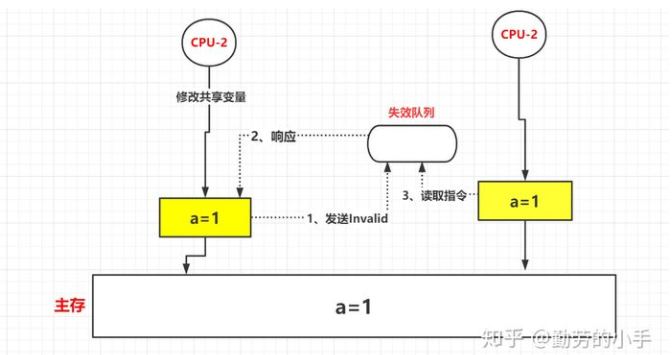 CPU-2
CPU-2
修改共享变量
失效队列
2、响应
3、读取指令
a=1
1、发送Invalid
a=1
主存
a=1
知乎 @勤劳的小手